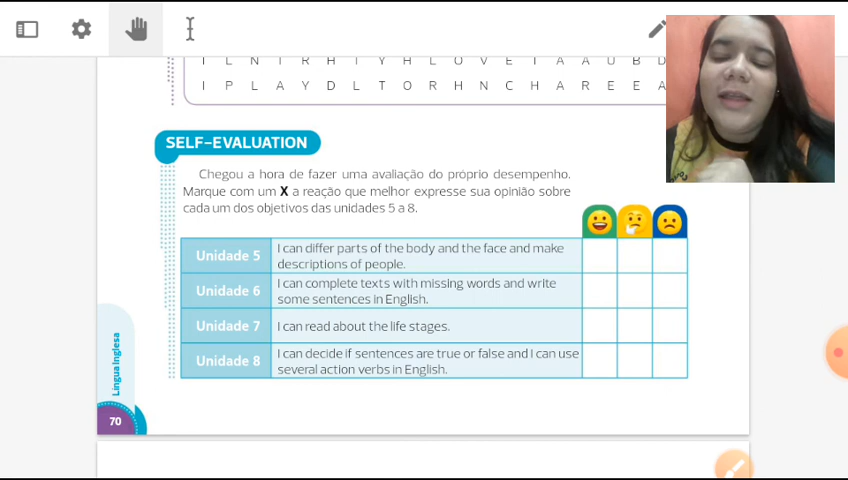 I L N T R H T Y H L O V E T A A U B D
I P L A Y D L T O R H N C H A R E E A
SELF-EVALUATION
Chegou a hora de fazer uma avaliação do próprio desempenho.
Marque com um X a reação que melhor expresse sua opinião sobre
cada um dos objetivos das unidades 5 a 8.
Unidade 5 I can differ parts of the body and the face and make
descriptions of people.
Unidade 6 I can complete texts with missing words and write
some sentences in English.
Unidade 7 I can read about the life stages.
Unidade 8 I can decide if sentences are true or false and I can use
several action verbs in English.
Língua Inglesa
70